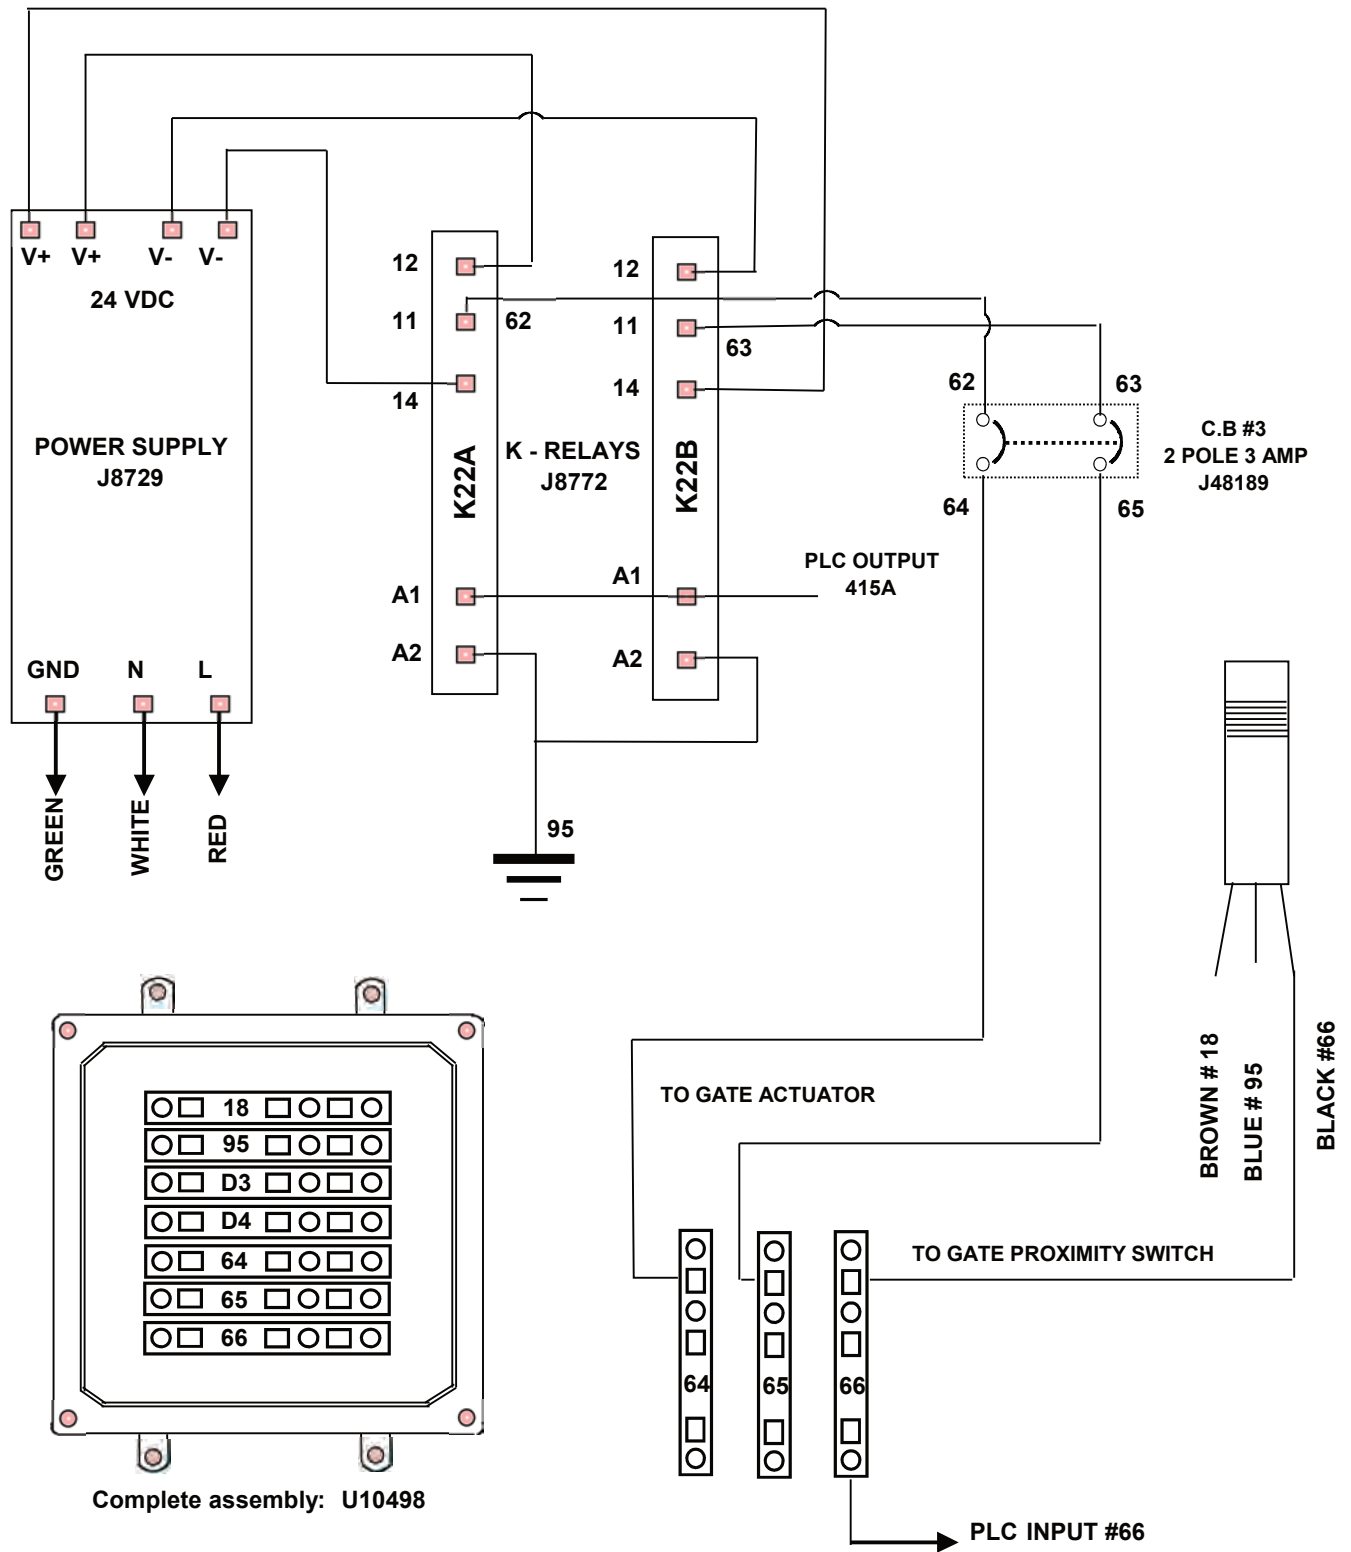 V+ V+ V- V-
24 VDC
POWER SUPPLY
J8729
GND N L
GREEN
WHITE
RED
12
11
62
14
K22A
A1
A2
K - RELAYS
J8772
12
11
63
14
K22B
A1
A2
PLC OUTPUT
415A
95
62
63
64
65
C.B #3
2 POLE 3 AMP
J48189
BROWN # 18
BLUE # 95
BLACK #66
TO GATE ACTUATOR
TO GATE PROXIMITY SWITCH
18
95
D3
D4
64
65
66
Complete assembly: U10498
64
65
66
PLC INPUT #66